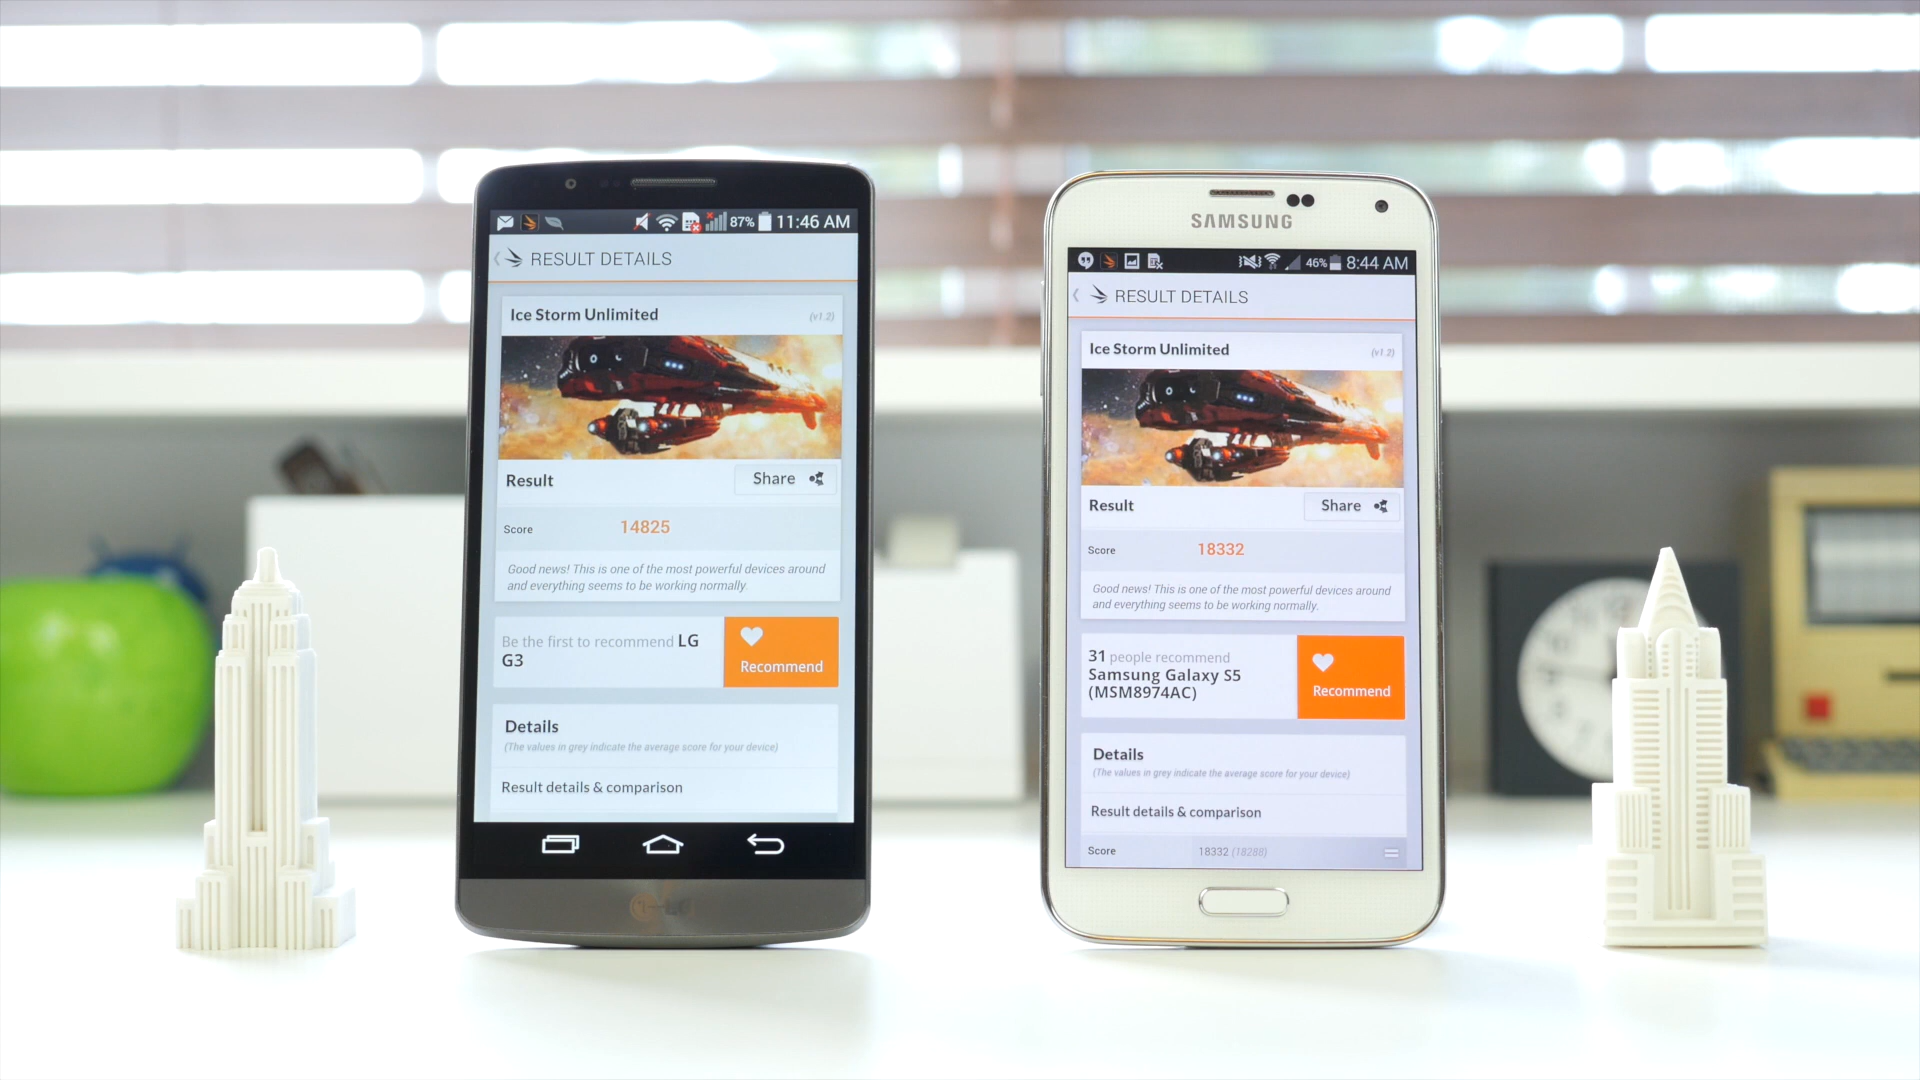 87% 11:46 AM
RESULT DETAILS
Ice Storm Unlimited (v1.2)
Result Share
Score 14825
Good news! This is one of the most powerful devices around
and everything seems to be working normally.
Be the first to recommend LG
G3
Recommend
Details
(The values in grey indicate the average score for your device)
Result details & comparison
SAMSUNG
46% 8:44 AM
RESULT DETAILS
Ice Storm Unlimited (v1.2)
Result Share
Score 18332
Good news! This is one of the most powerful devices around
and everything seems to be working normally.
31 people recommend
Samsung Galaxy S5
(MSM8974AC)
Recommend
Details
(The values in grey indicate the average score for your device)
Result details & comparison
Score 18332 (18288)